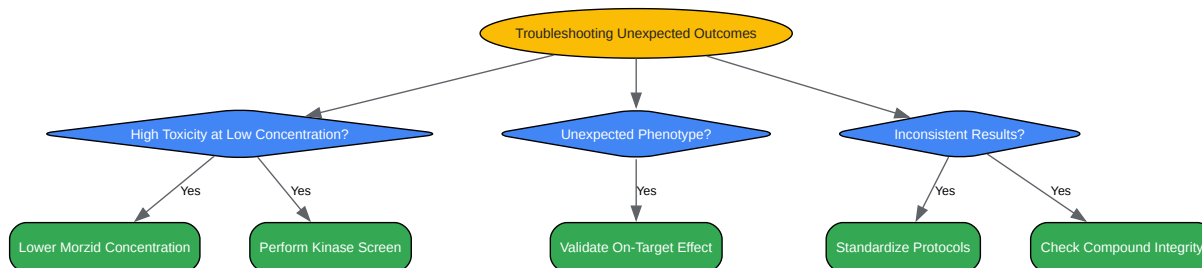 Troubleshooting Unexpected Outcomes
High Toxicity at Low Concentration?
Unexpected Phenotype?
Inconsistent Results?
Yes
Yes
Yes
Yes
Yes
Lower Morzid Concentration
Perform Kinase Screen
Validate On-Target Effect
Standardize Protocols
Check Compound Integrity